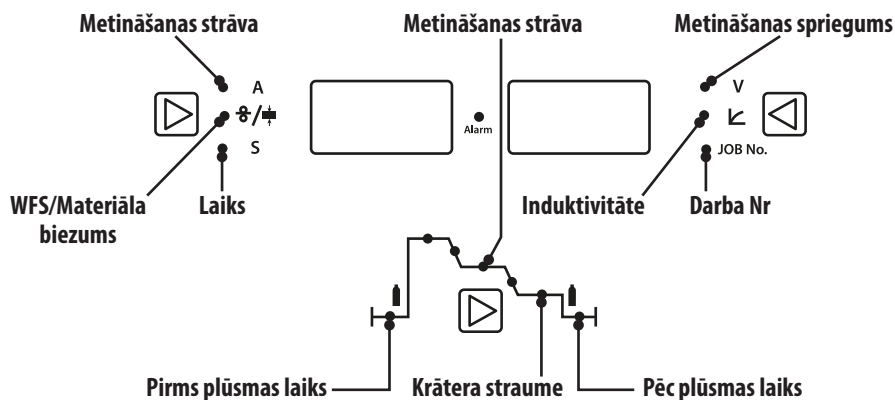 Metināšanas strāva
Metināšanas strāva
Metināšanas spriegums
A
V
/
Alarm
S
JOB No.
WFS/Materiāla
biezums
Laiks
Induktivitāte
Darba Nr
Pirms plūsmas laiks
Krātera straume
Pēc plūsmas laiks